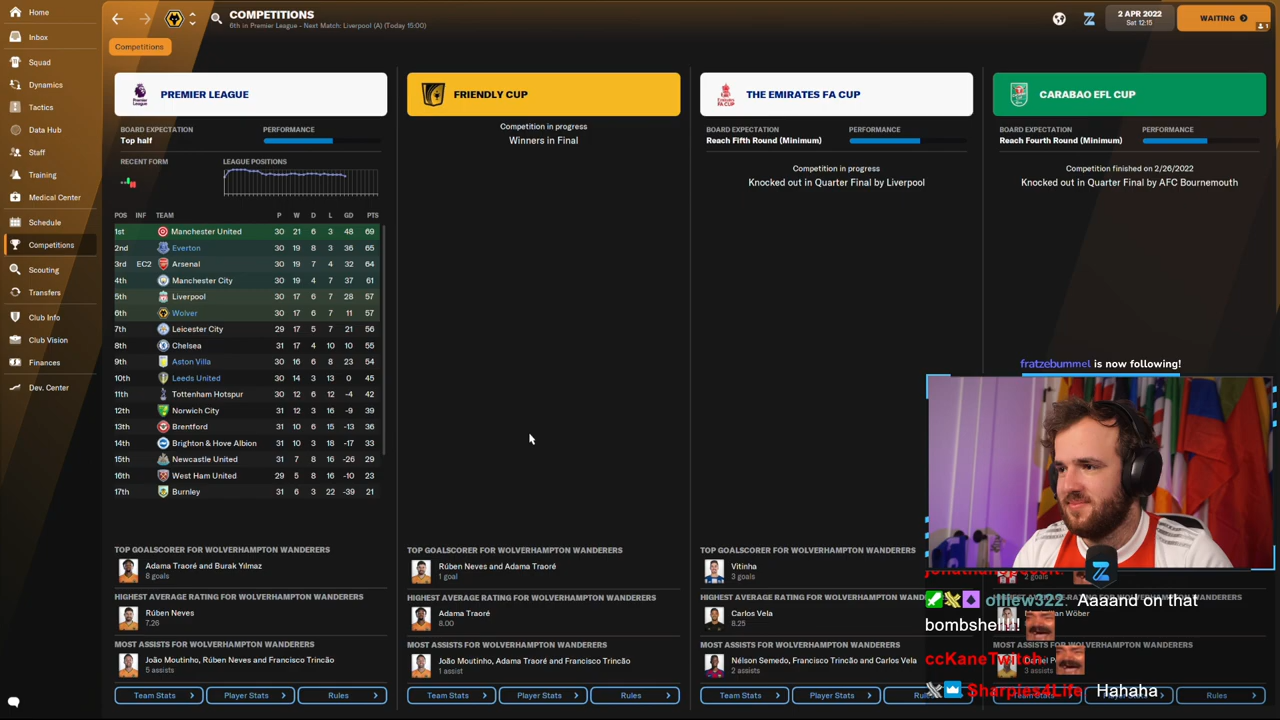 Home
Inbox
Squad
Dynamics
Tactics
Data Hub
Staff
Training
Medical Center
Schedule
Competitions
Scouting
Transfers
Club Info
Club Vision
Finances
Dev. Center
COMPETITIONS
6th in Premier League - Next Match: Liverpool (A) (Today 15:00)
2 APR 2022
Sat 12:15
WAITING
1
Competitions
PREMIER LEAGUE
BOARD EXPECTATION PERFORMANCE
Top half
RECENT FORM LEAGUE POSITIONS
POS INF TEAM P W D L GD PTS
1st Manchester United 30 21 6 3 48 69
2nd Everton 30 19 8 3 36 65
3rd EC2 Arsenal 30 19 7 4 32 64
4th Manchester City 30 19 4 7 37 61
5th Liverpool 30 17 6 7 28 57
6th Wolver 30 17 6 7 11 57
7th Leicester City 29 17 5 7 21 56
8th Chelsea 31 17 4 10 10 55
9th Aston Villa 30 16 6 8 23 54
10th Leeds United 30 14 3 13 0 45
11th Tottenham Hotspur 30 12 6 12 -4 42
12th Norwich City 31 12 3 16 -9 39
13th Brentford 31 10 6 15 -13 36
14th Brighton & Hove Albion 31 10 3 18 -17 33
15th Newcastle United 31 7 8 16 -26 29
16th West Ham United 29 5 8 16 -10 23
17th Burnley 31 6 3 22 -39 21
TOP GOALSCORER FOR WOLVERHAMPTON WANDERERS
Adama Traoré and Burak Yılmaz
8 goals
HIGHEST AVERAGE RATING FOR WOLVERHAMPTON WANDERERS
Rúben Neves
7.26
MOST ASSISTS FOR WOLVERHAMPTON WANDERERS
João Moutinho, Rúben Neves and Francisco Trincão
5 assists
Team Stats Player Stats Rules
FRIENDLY CUP
Competition in progress
Winners in Final
TOP GOALSCORER FOR WOLVERHAMPTON WANDERERS
Rúben Neves and Adama Traoré
1 goal
HIGHEST AVERAGE RATING FOR WOLVERHAMPTON WANDERERS
Adama Traoré
8.00
MOST ASSISTS FOR WOLVERHAMPTON WANDERERS
João Moutinho, Adama Traoré and Francisco Trincão
1 assist
Team Stats Player Stats Rules
THE EMIRATES FA CUP
BOARD EXPECTATION PERFORMANCE
Reach Fifth Round (Minimum)
Competition in progress
Knocked out in Quarter Final by Liverpool
TOP GOALSCORER FOR WOLVERHAMPTON WANDERERS
Vitinha
3 goals
HIGHEST AVERAGE RATING FOR WOLVERHAMPTON WANDERERS
Carlos Vela
8.25
MOST ASSISTS FOR WOLVERHAMPTON WANDERERS
Nélson Semedo, Francisco Trincão and Carlos Vela
2 assists
Team Stats Player Stats
CARABAO EFL CUP
BOARD EXPECTATION PERFORMANCE
Reach Fourth Round (Minimum)
Competition finished on 2/26/2022
Knocked out in Quarter Final by AFC Bournemouth
fratzebummel is now following!
2 goals
olliew322: Aaaand on that
bombshell!!!
ccKaneTwitch:
3 assists
Sharpies4Life: Hahaha
Rules